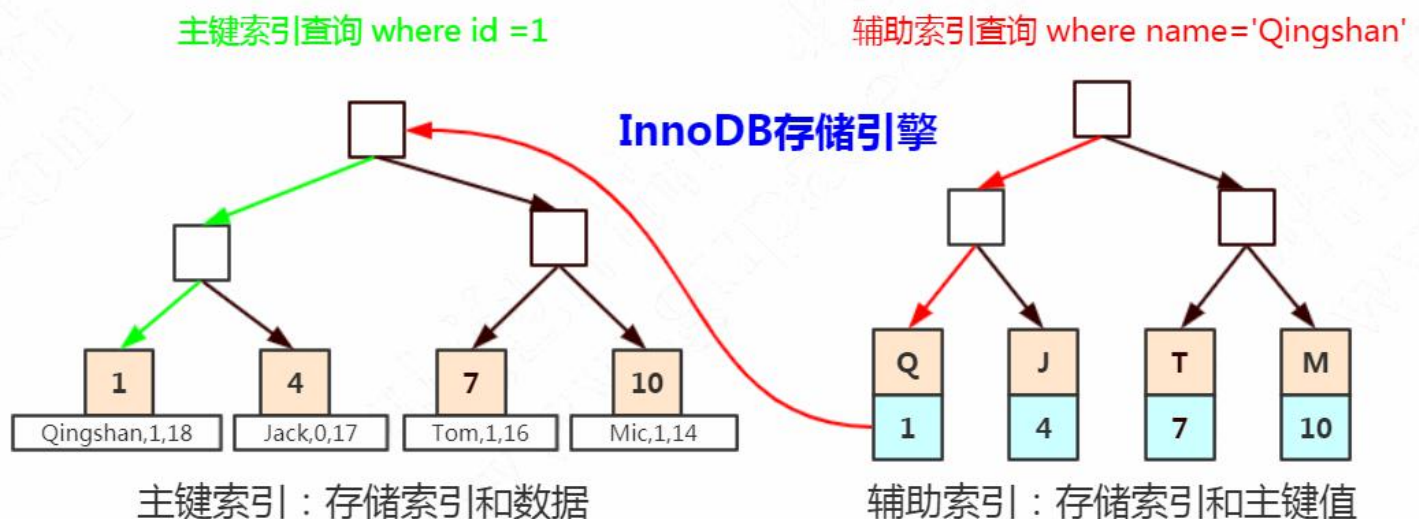 主键索引查询 where id =1
辅助索引查询 where name='Qingshan'
InnoDB存储引擎
1
4
7
10
Qingshan,1,18
Jack,0,17
Tom,1,16
Mic,1,14
Q
J
T
M
1
4
7
10
主键索引：存储索引和数据
辅助索引：存储索引和主键值